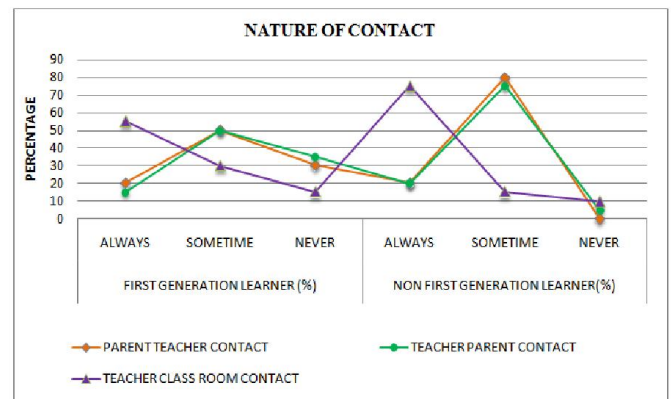 NATURE OF CONTACT
90
80
70
60
50
40
30
20
10
0
PERCENTAGE
ALWAYS SOMETIME NEVER ALWAYS SOMETIME NEVER
FIRST GENERATION LEARNER (%) NON FIRST GENERATION LEARNER(%)
PARENT TEACHER CONTACT TEACHER PARENT CONTACT
TEACHER CLASS ROOM CONTACT